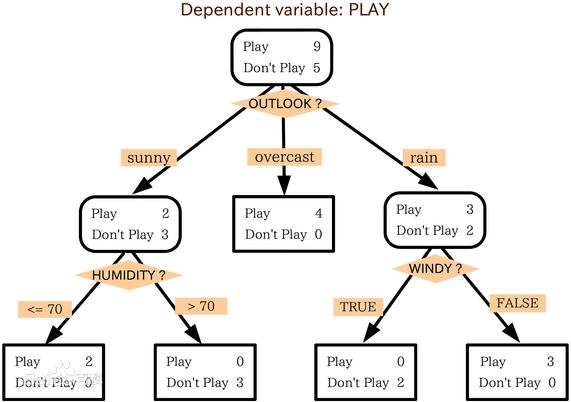 Dependent variable: PLAY
Play 9
Don't Play 5
OUTLOOK ?
sunny
overcast
rain
Play 2
Don't Play 3
Play 4
Don't Play 0
Play 3
Don't Play 2
HUMIDITY ?
WINDY ?
<= 70
> 70
TRUE
FALSE
Play 2
Don't Play 0
Play 0
Don't Play 3
Play 0
Don't Play 2
Play 3
Don't Play 0